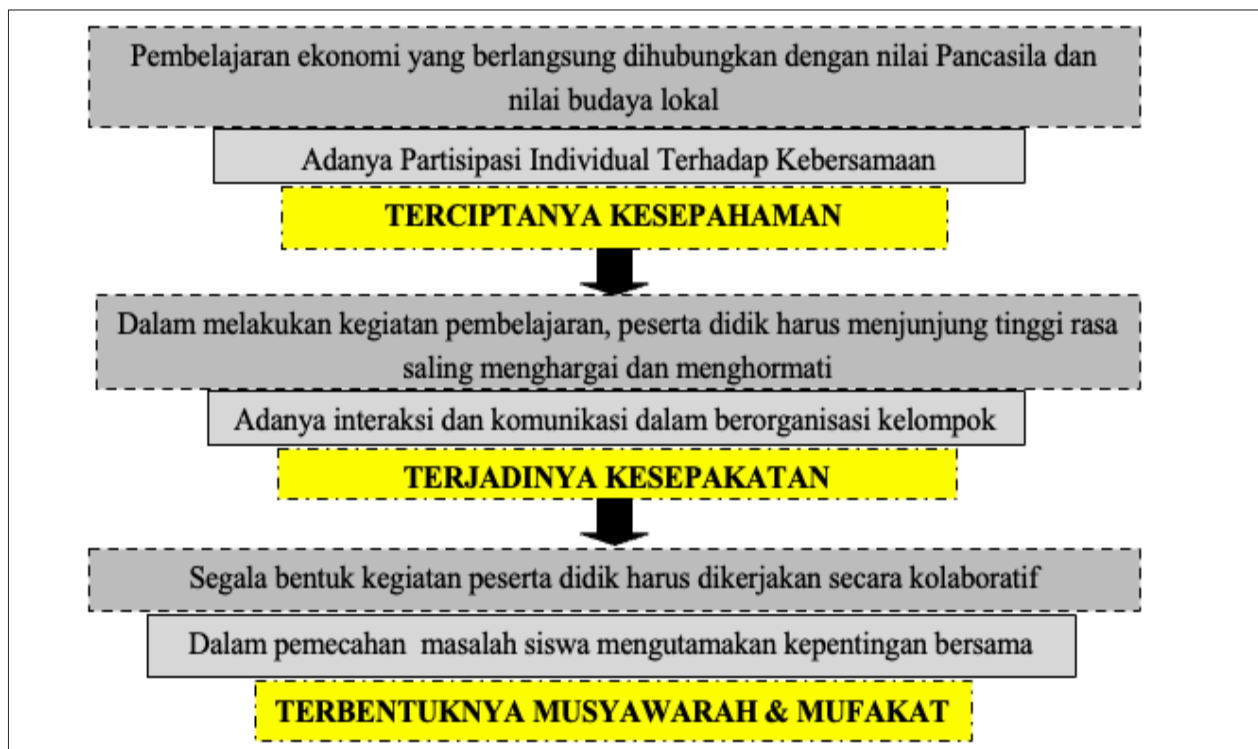 Pembelajaran ekonomi yang berlangsung dihubungkan dengan nilai Pancasila dan
nilai budaya lokal
Adanya Partisipasi Individual Terhadap Kebersamaan
TERCIPTANYA KESEPAHAMAN
Dalam melakukan kegiatan pembelajaran, peserta didik harus menjunjung tinggi rasa
saling menghargai dan menghormati
Adanya interaksi dan komunikasi dalam berorganisasi kelompok
TERJADINYA KESEPAKATAN
Segala bentuk kegiatan peserta didik harus dikerjakan secara kolaboratif
Dalam pemecahan masalah siswa mengutamakan kepentingan bersama
TERBENTUKNYA MUSYAWARAH & MUFAKAT